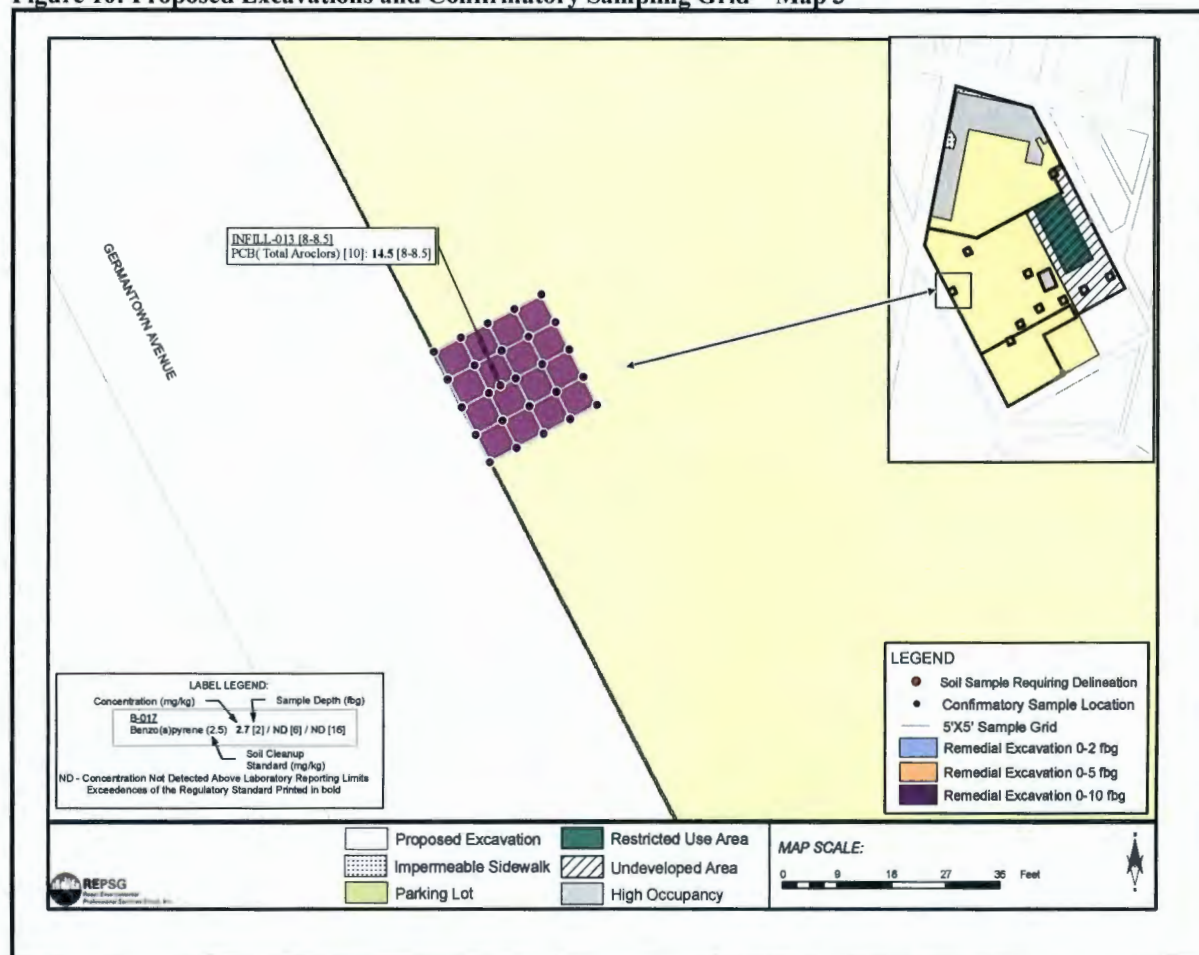 Figure 10: Proposed Excavations and Confirmatory Sampling Grid – Map 3
GERMANTOWN AVENUE
INFILL-013 [8-8.5]
PCB( Total Aroclors) [10]: 14.5 [8-8.5]
LABEL LEGEND:
Concentration (mg/kg) Sample Depth (fbg)
B-017
Benzo(a)pyrene (2.5) 2.7 [2] / ND [6] / ND [16]
Soil Cleanup
Standard (mg/kg)
ND - Concentration Not Detected Above Laboratory Reporting Limits
Exceedences of the Regulatory Standard Printed in bold
LEGEND
Soil Sample Requiring Delineation
Confirmatory Sample Location
5'X5' Sample Grid
Remedial Excavation 0-2 fbg
Remedial Excavation 0-5 fbg
Remedial Excavation 0-10 fbg
REPSG
Proposed Excavation
Impermeable Sidewalk
Parking Lot
Restricted Use Area
Undeveloped Area
High Occupancy
MAP SCALE:
0 9 18 27 36 Feet